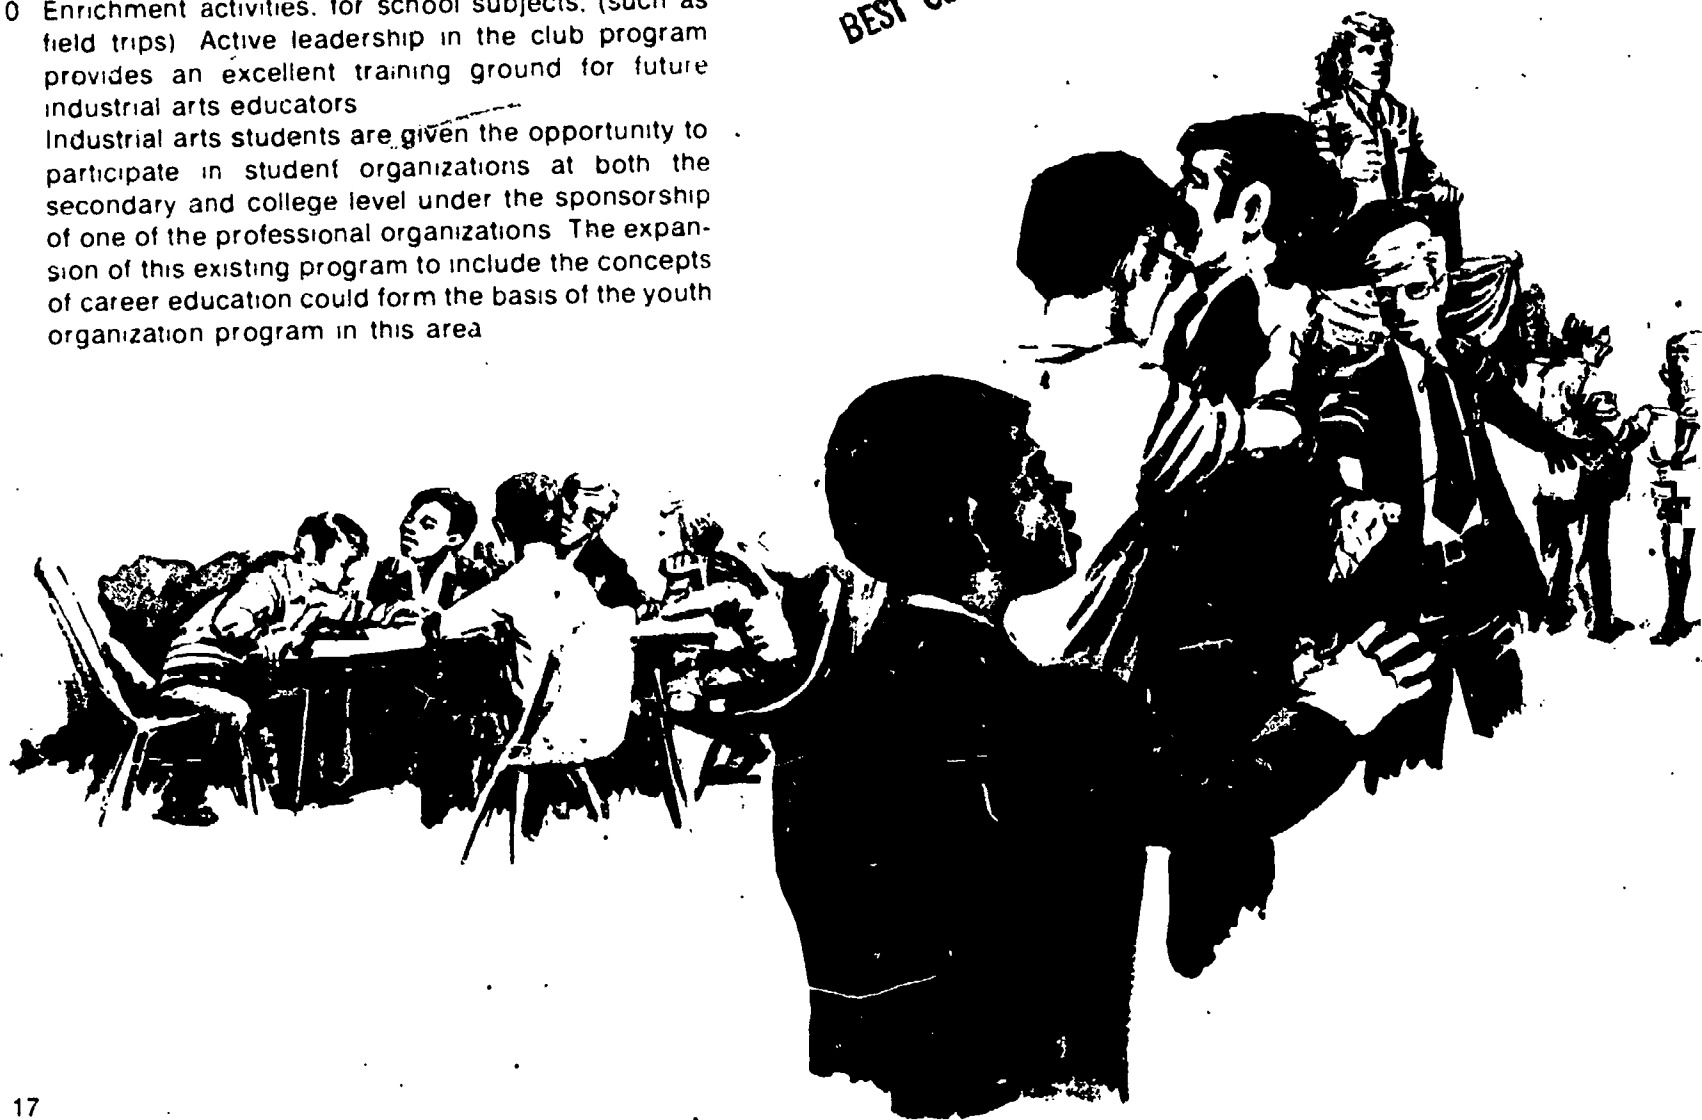 0 Enrichment activities. for school subjects. (such as
field trips) Active leadership in the club program
provides an excellent training ground for future
industrial arts educators
Industrial arts students are given the opportunity to
participate in student organizations at both the
secondary and college level under the sponsorship
of one of the professional organizations The expan-
sion of this existing program to include the concepts
of career education could form the basis of the youth
organization program in this area
BEST
17